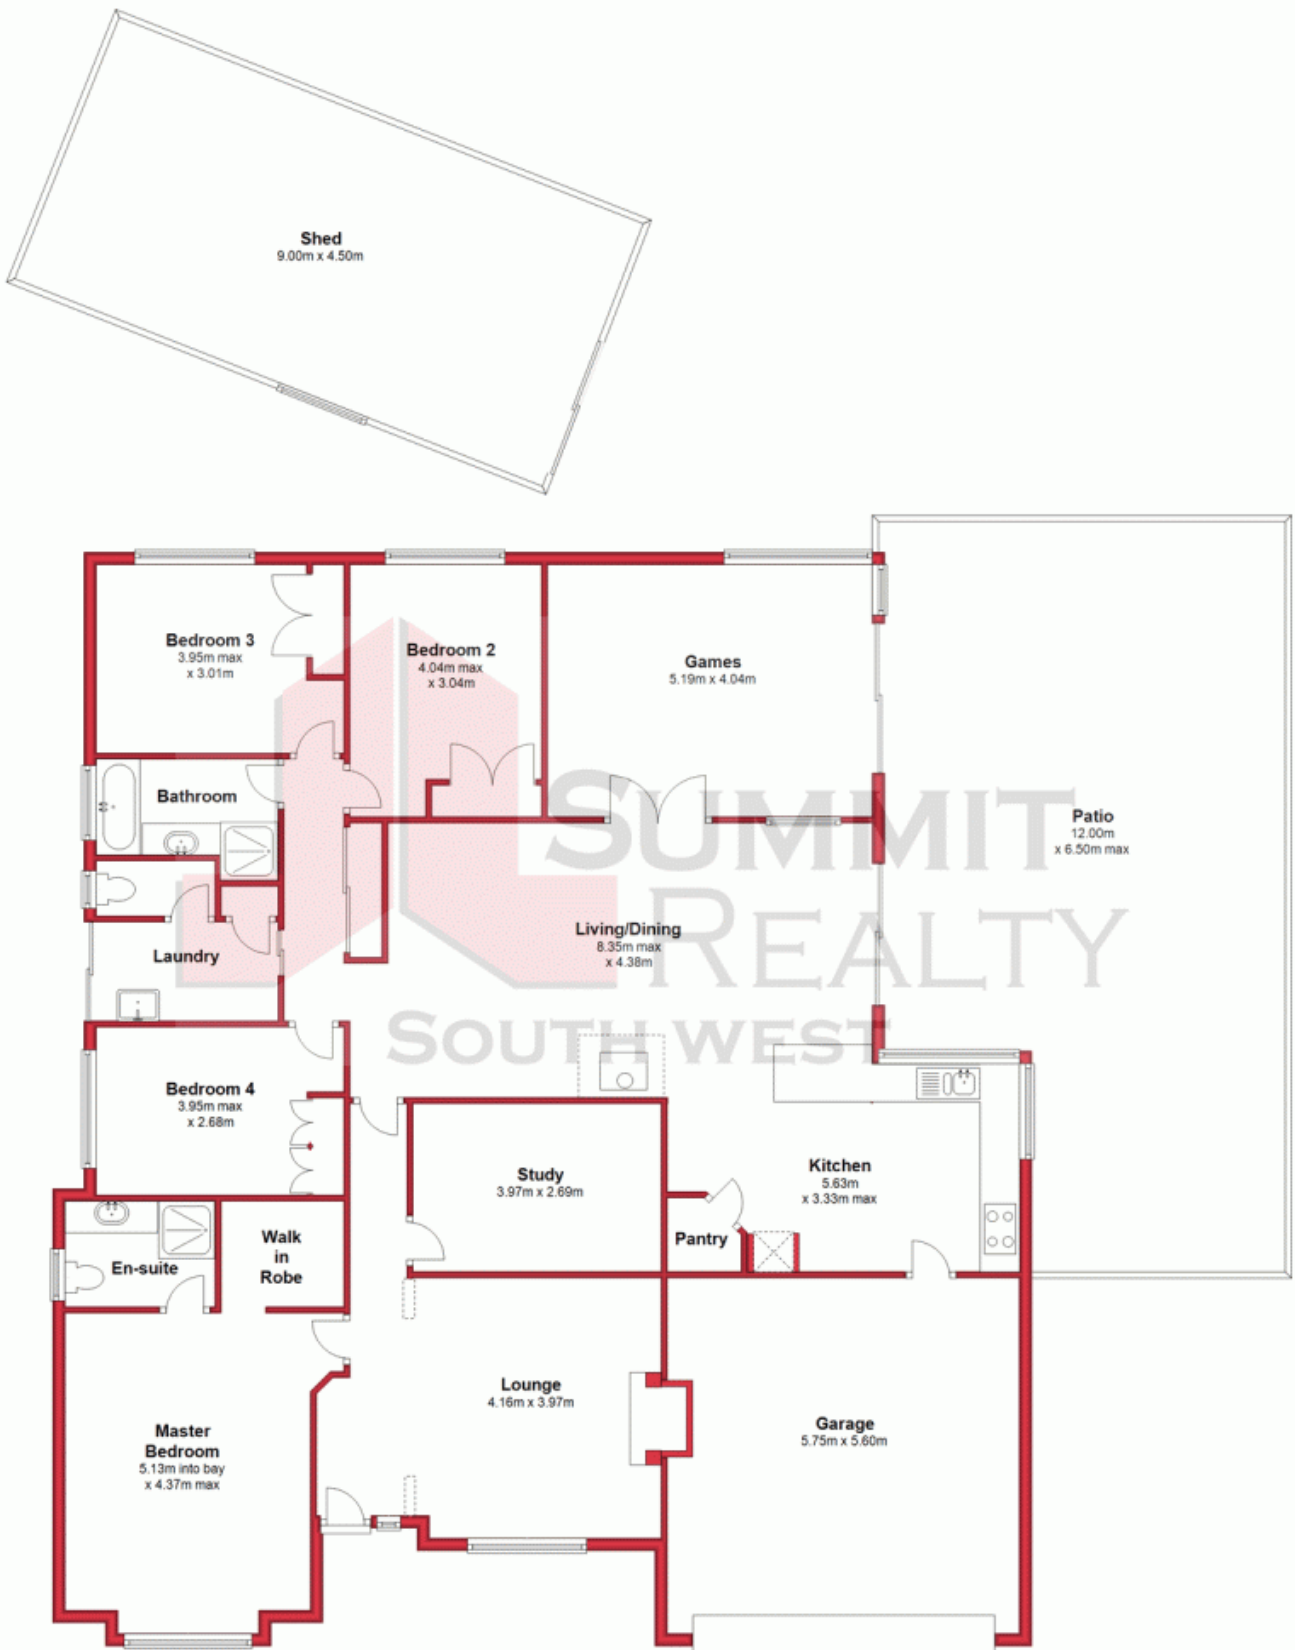 Shed
9.00m x 4.50m
Bedroom 3
3.95m max
x 3.01m
Bedroom 2
4.04m max
x 3.04m
Games
5.19m x 4.04m
Bathroom
Patio
12.00m
x 6.50m max
SUMMIT
REALTY
SOUTH WEST
Living/Dining
8.35m max
x 4.38m
Laundry
Bedroom 4
3.95m max
x 2.68m
Study
3.97m x 2.69m
Kitchen
5.63m
x 3.33m max
Pantry
Walk
in
Robe
En-suite
Lounge
4.16m x 3.97m
Garage
5.75m x 5.60m
Master
Bedroom
5.13m into bay
x 4.37m max